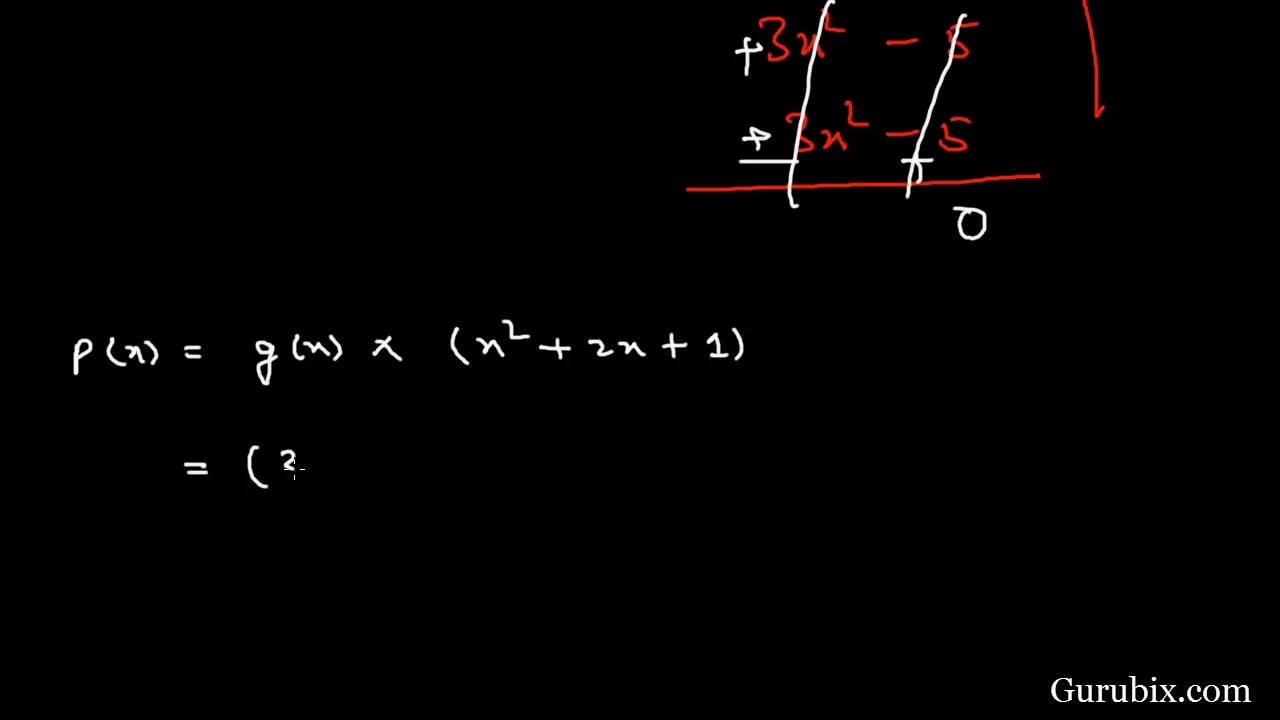 +3x² - 5
+ 3x² - 5
+
0
p(x) = g(x) × (x² + 2x + 1)
= ( 3
Gurubix.com